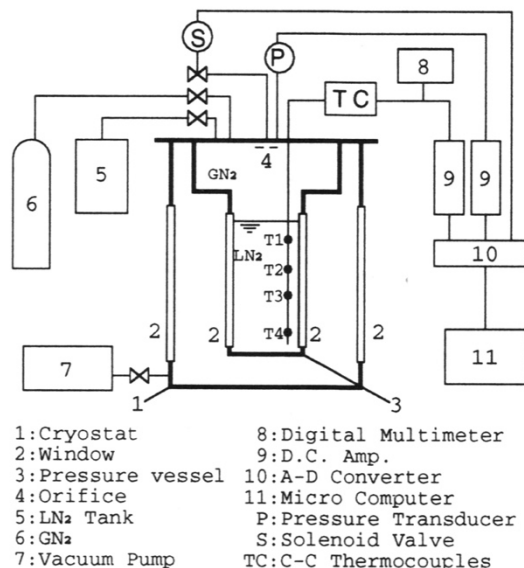 S
P
8
TC
4
GN₂
9 9
5
6
T1
LN₂
T2
10
T3
2 2 T4 2 2
7
11
1 3
1:Cryostat
2:Window
3:Pressure vessel
4:Orifice
5:LN₂ Tank
6:GN₂
7:Vacuum Pump
8:Digital Multimeter
9:D.C. Amp.
10:A-D Converter
11:Micro Computer
P:Pressure Transducer
S:Solenoid Valve
TC:C-C Thermocouples